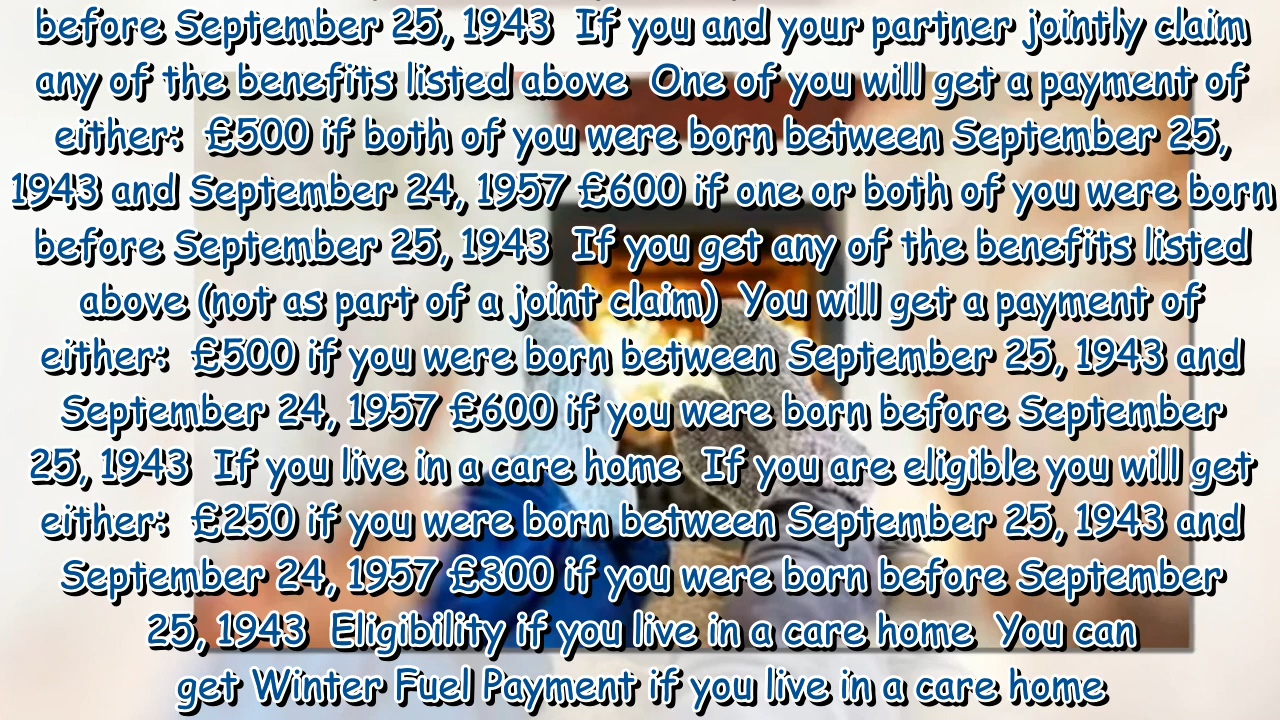 before September 25, 1943 If you and your partner jointly claim
any of the benefits listed above One of you will get a payment of
either: £500 if both of you were born between September 25,
1943 and September 24, 1957 £600 if one or both of you were born
before September 25, 1943 If you get any of the benefits listed
above (not as part of a joint claim) You will get a payment of
either: £500 if you were born between September 25, 1943 and
September 24, 1957 £600 if you were born before September
25, 1943 If you live in a care home If you are eligible you will get
either: £250 if you were born between September 25, 1943 and
September 24, 1957 £300 if you were born before September
25, 1943 Eligibility if you live in a care home You can
get Winter Fuel Payment if you live in a care home